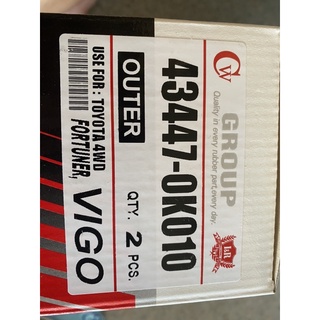 CW
GROUP
Quality in every rubber part, every day.
43447-0K010
OUTER
QTY. 2 PCS.
USE FOR : TOYOTA 4WD
FORTUNER, VIGO